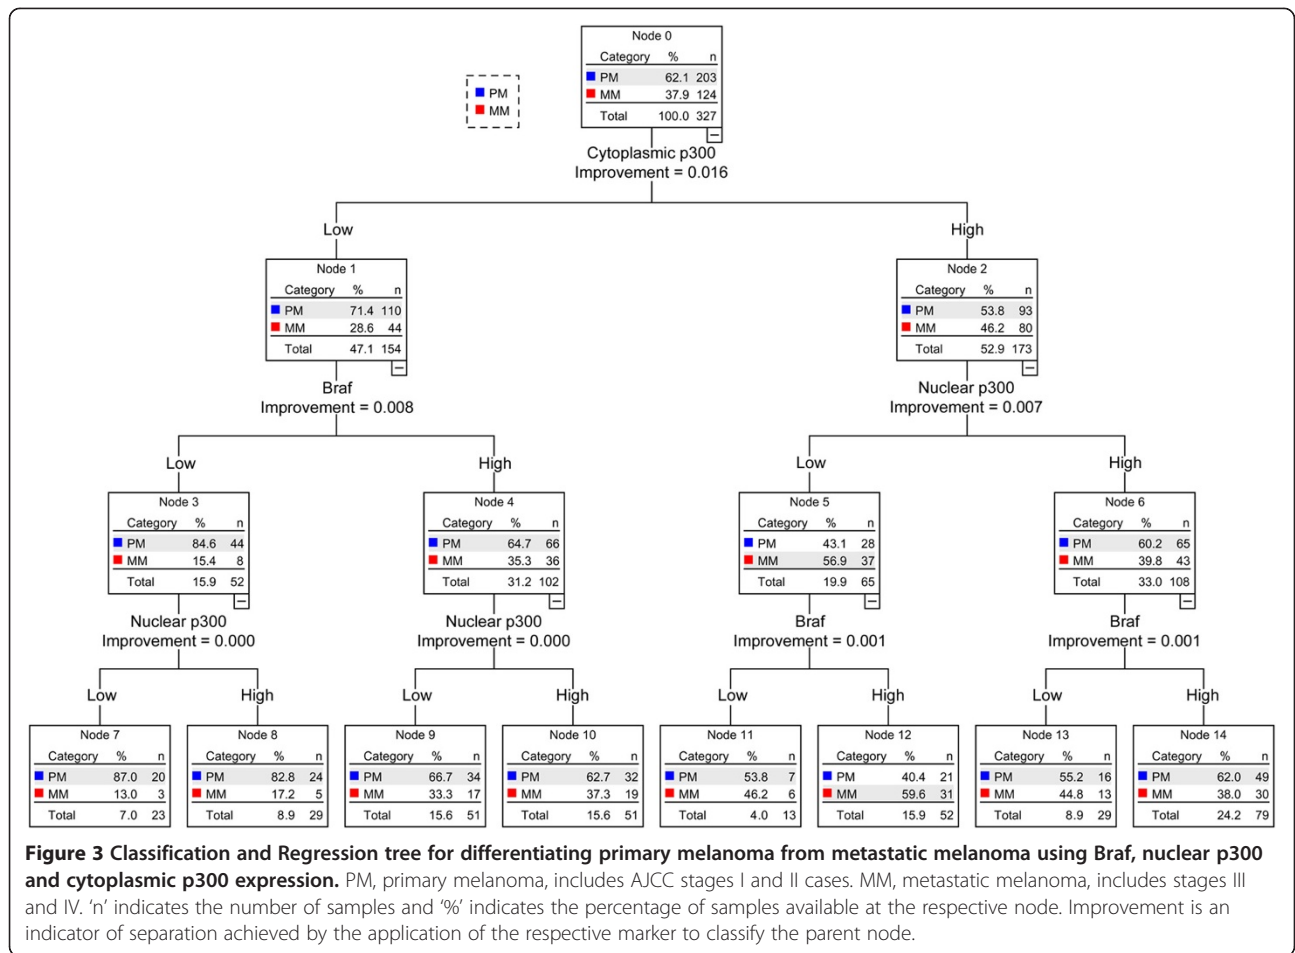 Node 0
Category % n
PM 62.1 203
MM 37.9 124
Total 100.0 327
PM
MM
Cytoplasmic p300
Improvement = 0.016
Low
High
Node 1
Category % n
PM 71.4 110
MM 28.6 44
Total 47.1 154
Node 2
Category % n
PM 53.8 93
MM 46.2 80
Total 52.9 173
Braf
Improvement = 0.008
Nuclear p300
Improvement = 0.007
Low
High
Low
High
Node 3
Category % n
PM 84.6 44
MM 15.4 8
Total 15.9 52
Node 4
Category % n
PM 64.7 66
MM 35.3 36
Total 31.2 102
Node 5
Category % n
PM 43.1 28
MM 56.9 37
Total 19.9 65
Node 6
Category % n
PM 60.2 65
MM 39.8 43
Total 33.0 108
Nuclear p300
Improvement = 0.000
Nuclear p300
Improvement = 0.000
Braf
Improvement = 0.001
Braf
Improvement = 0.001
Low
High
Low
High
Low
High
Low
High
Node 7
Category % n
PM 87.0 20
MM 13.0 3
Total 7.0 23
Node 8
Category % n
PM 82.8 24
MM 17.2 5
Total 8.9 29
Node 9
Category % n
PM 66.7 34
MM 33.3 17
Total 15.6 51
Node 10
Category % n
PM 62.7 32
MM 37.3 19
Total 15.6 51
Node 11
Category % n
PM 53.8 7
MM 46.2 6
Total 4.0 13
Node 12
Category % n
PM 40.4 21
MM 59.6 31
Total 15.9 52
Node 13
Category % n
PM 55.2 16
MM 44.8 13
Total 8.9 29
Node 14
Category % n
PM 62.0 49
MM 38.0 30
Total 24.2 79
Figure 3 Classification and Regression tree for differentiating primary melanoma from metastatic melanoma using Braf, nuclear p300
and cytoplasmic p300 expression. PM, primary melanoma, includes AJCC stages I and II cases. MM, metastatic melanoma, includes stages III
and IV. ‘n’ indicates the number of samples and ‘%’ indicates the percentage of samples available at the respective node. Improvement is an
indicator of separation achieved by the application of the respective marker to classify the parent node.